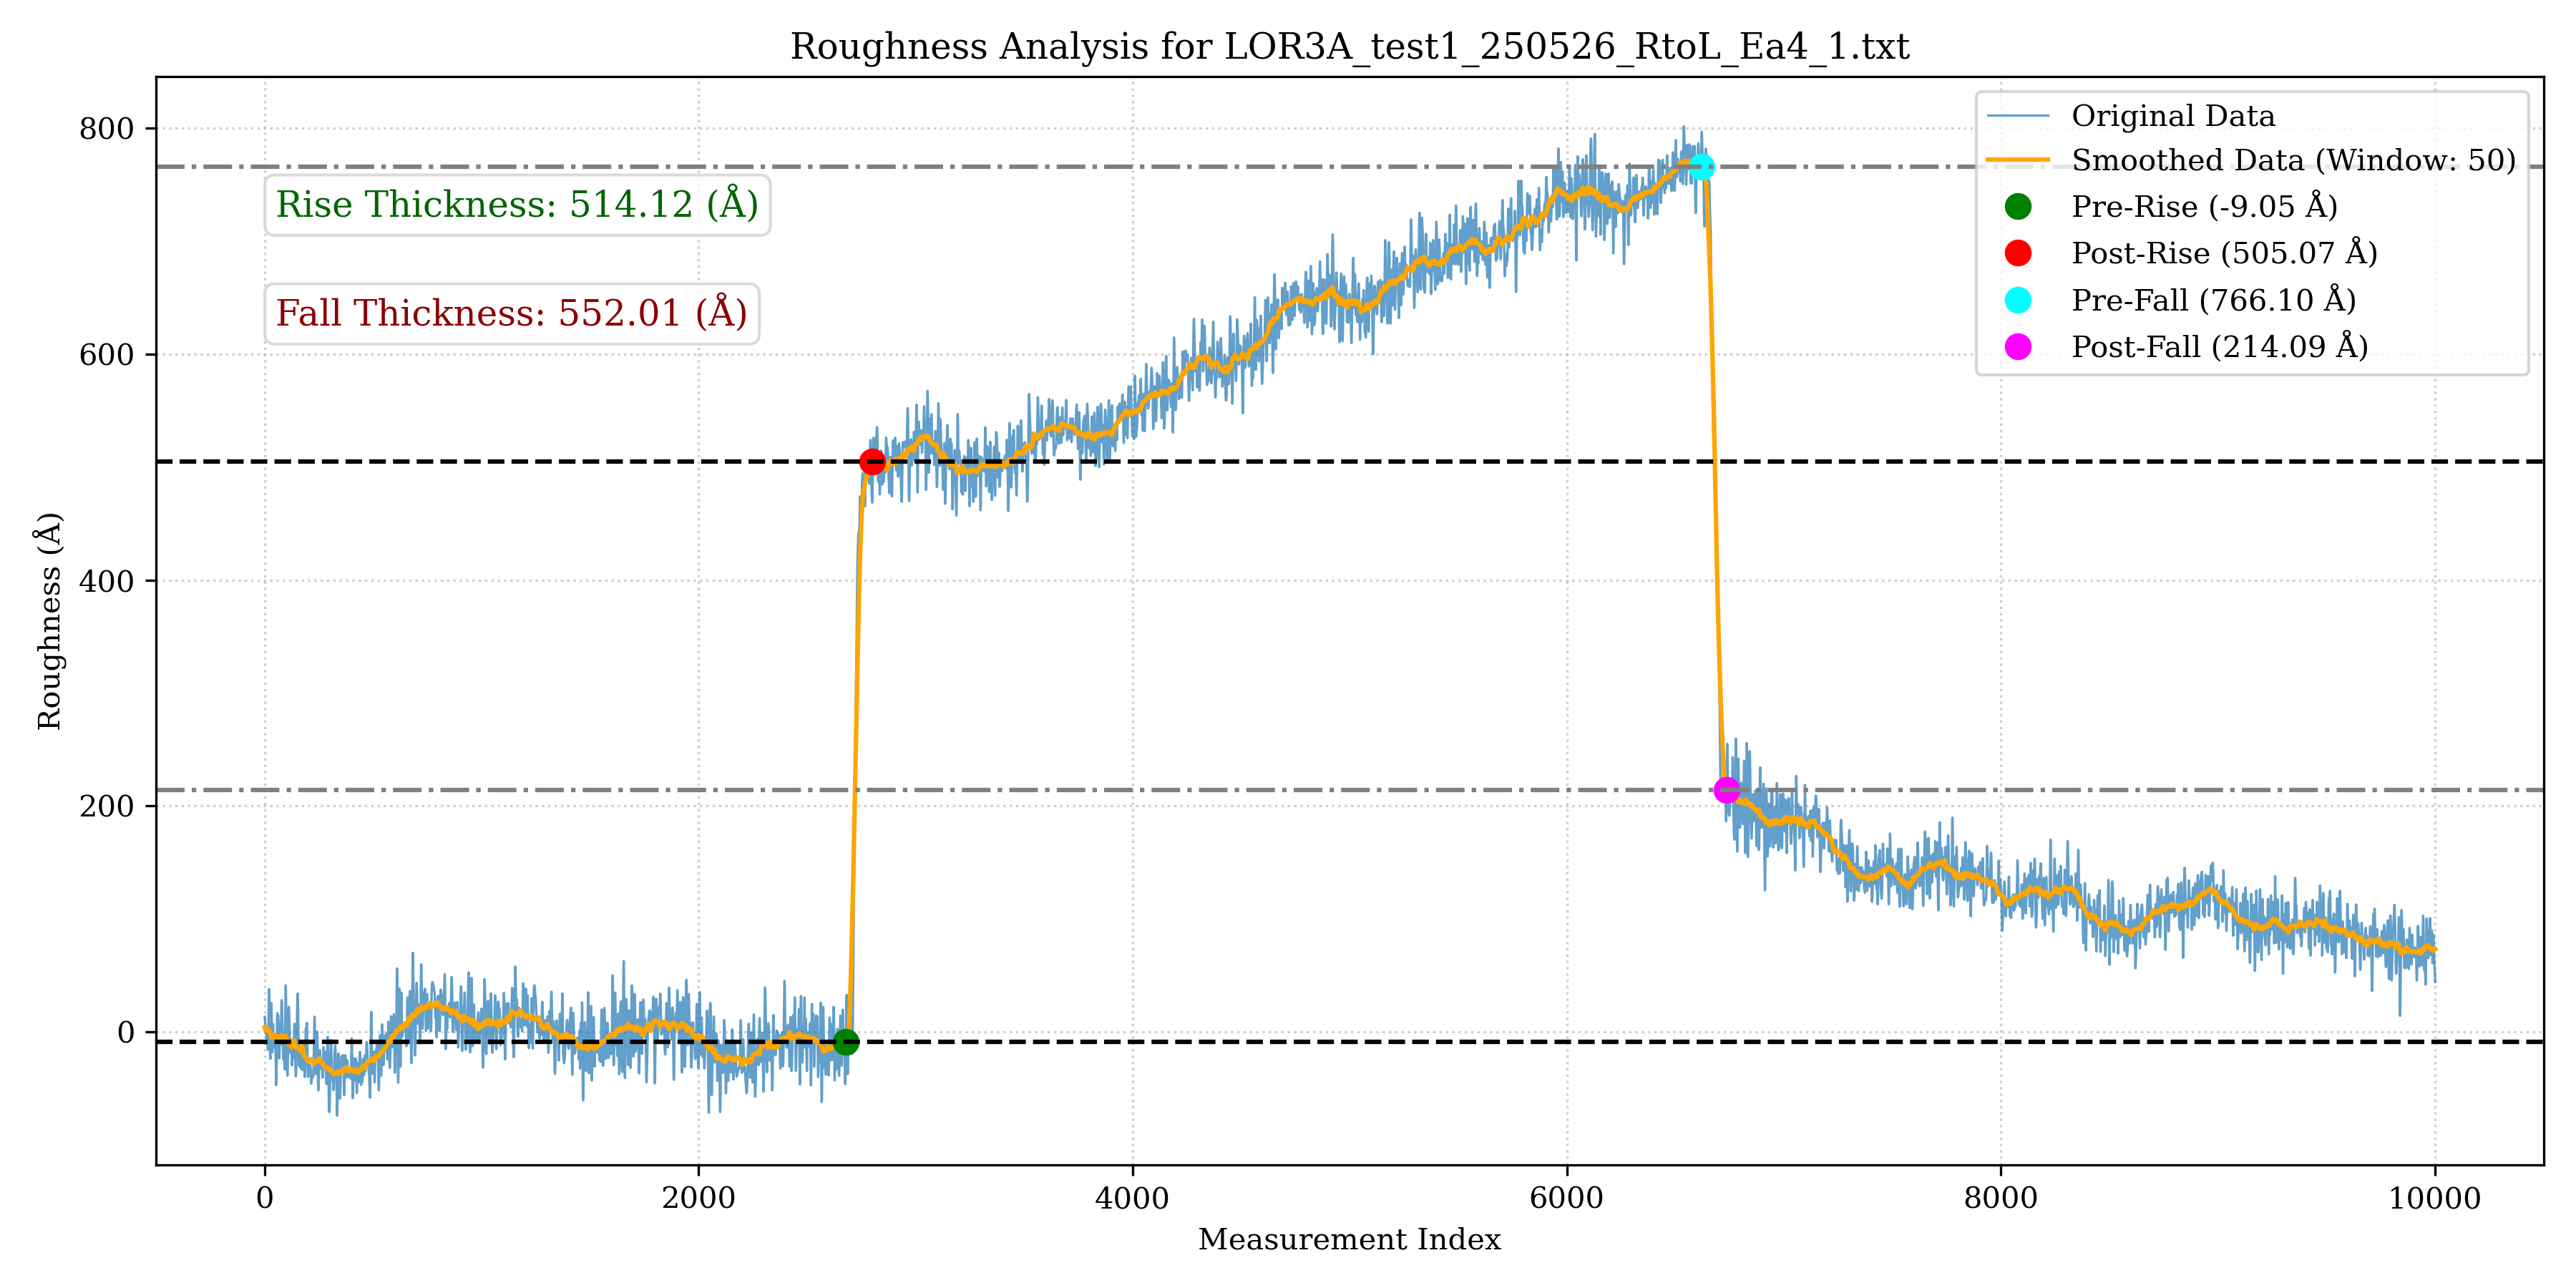 Roughness Analysis for LOR3A_test1_250526_RtoL_Ea4_1.txt
Roughness (Å)
800
600
400
200
0
Rise Thickness: 514.12 (Å)
Fall Thickness: 552.01 (Å)
Original Data
Smoothed Data (Window: 50)
Pre-Rise (-9.05 Å)
Post-Rise (505.07 Å)
Pre-Fall (766.10 Å)
Post-Fall (214.09 Å)
0 2000 4000 6000 8000 10000
Measurement Index